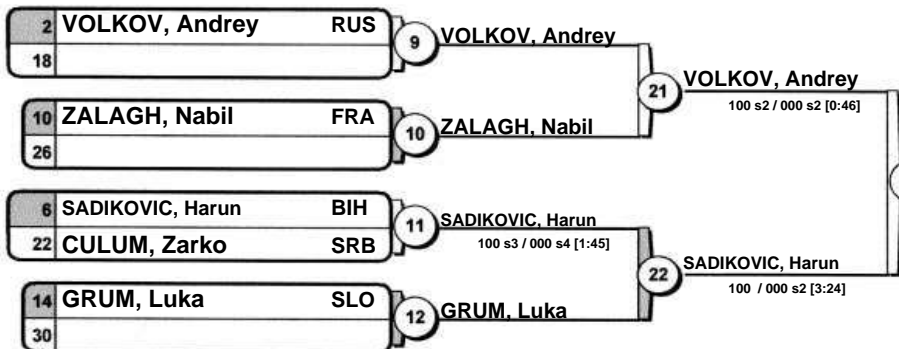 2 VOLKOV, Andrey RUS
18
9 VOLKOV, Andrey
21 VOLKOV, Andrey
100 s2 / 000 s2 [0:46]
10 ZALAGH, Nabil FRA
26
10 ZALAGH, Nabil
6 SADIKOVIC, Harun BIH
22 CULUM, Zarko SRB
11 SADIKOVIC, Harun
100 s3 / 000 s4 [1:45]
22 SADIKOVIC, Harun
100 / 000 s2 [3:24]
14 GRUM, Luka SLO
30
12 GRUM, Luka